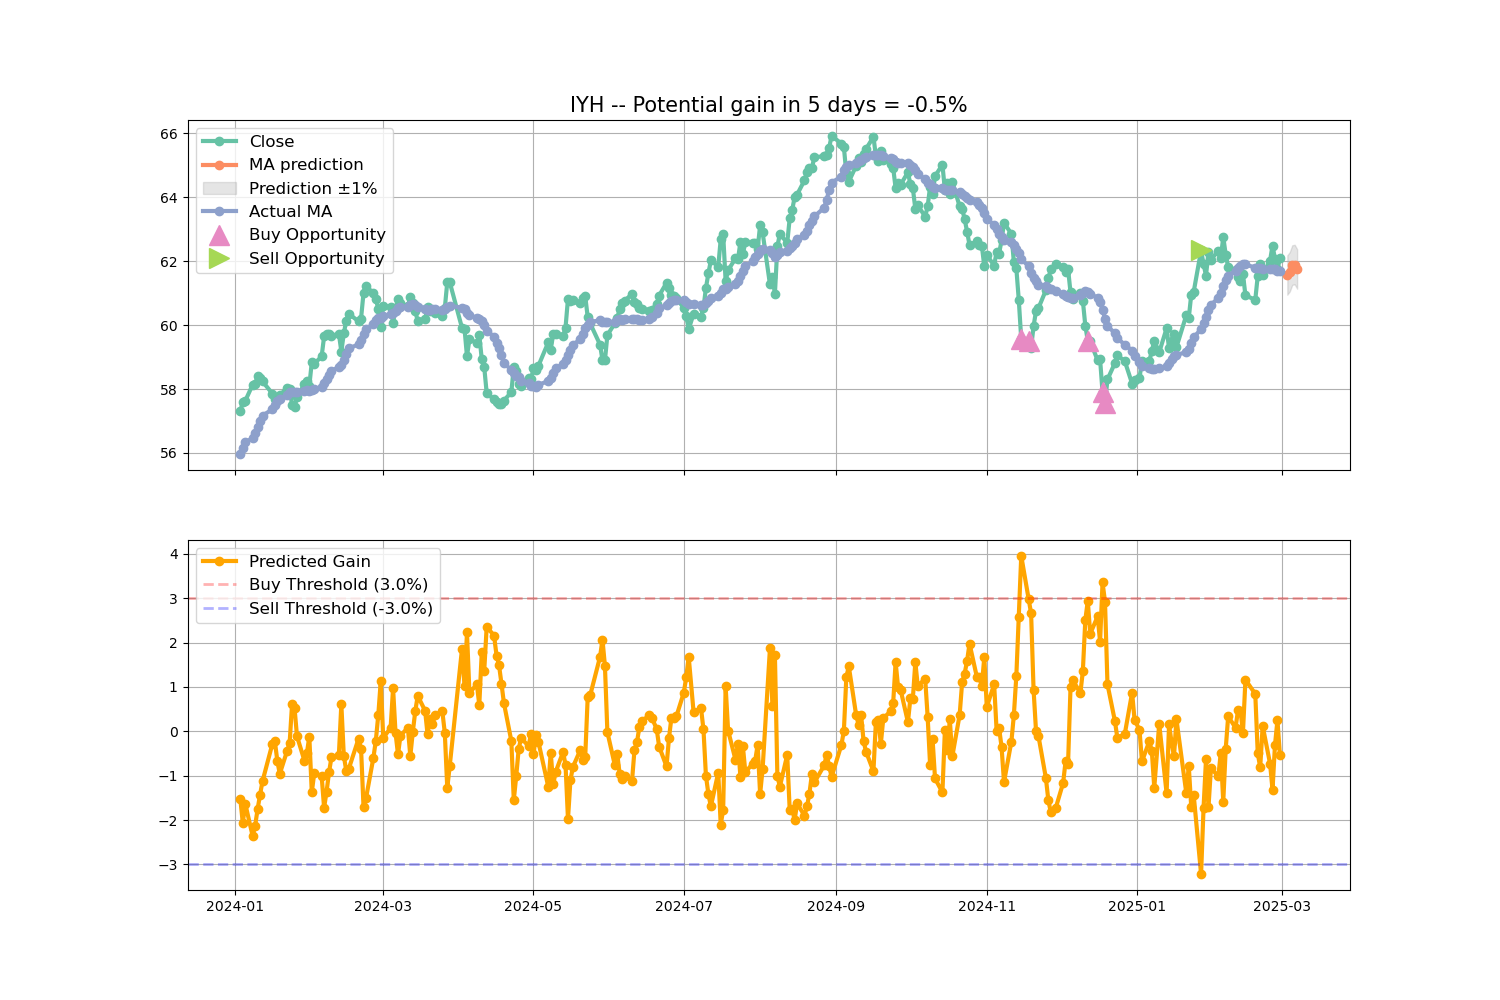 IYH -- Potential gain in 5 days = -0.5%
66
64
62
60
58
56
Close
MA prediction
Prediction ±1%
Actual MA
Buy Opportunity
Sell Opportunity
4
3
2
1
0
−1
−2
−3
Predicted Gain
Buy Threshold (3.0%)
Sell Threshold (-3.0%)
2024-01
2024-03
2024-05
2024-07
2024-09
2024-11
2025-01
2025-03